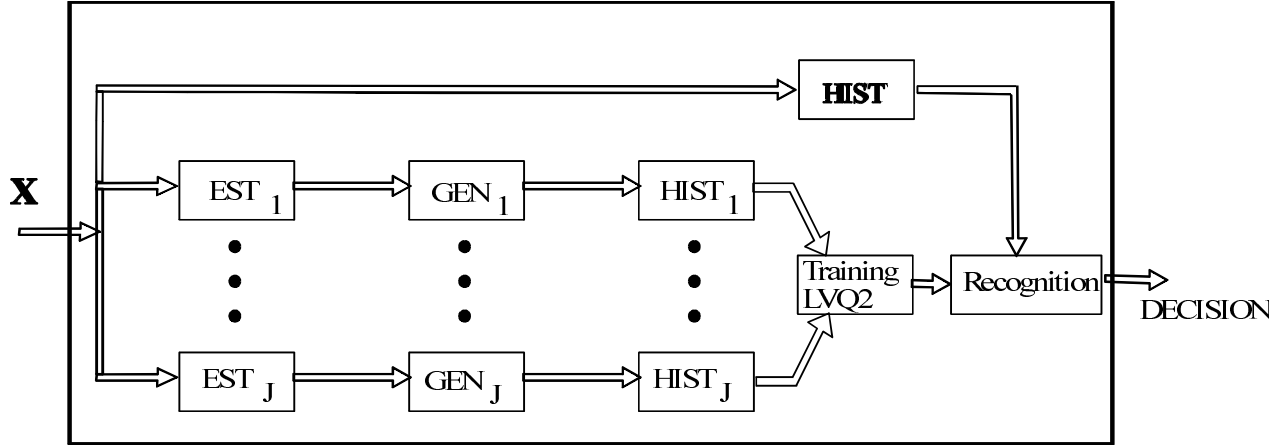 HIST
X
EST 1
GEN 1
HIST 1
Training
LVQ2
Recognition
DECISION
EST J
GEN J
HIST J